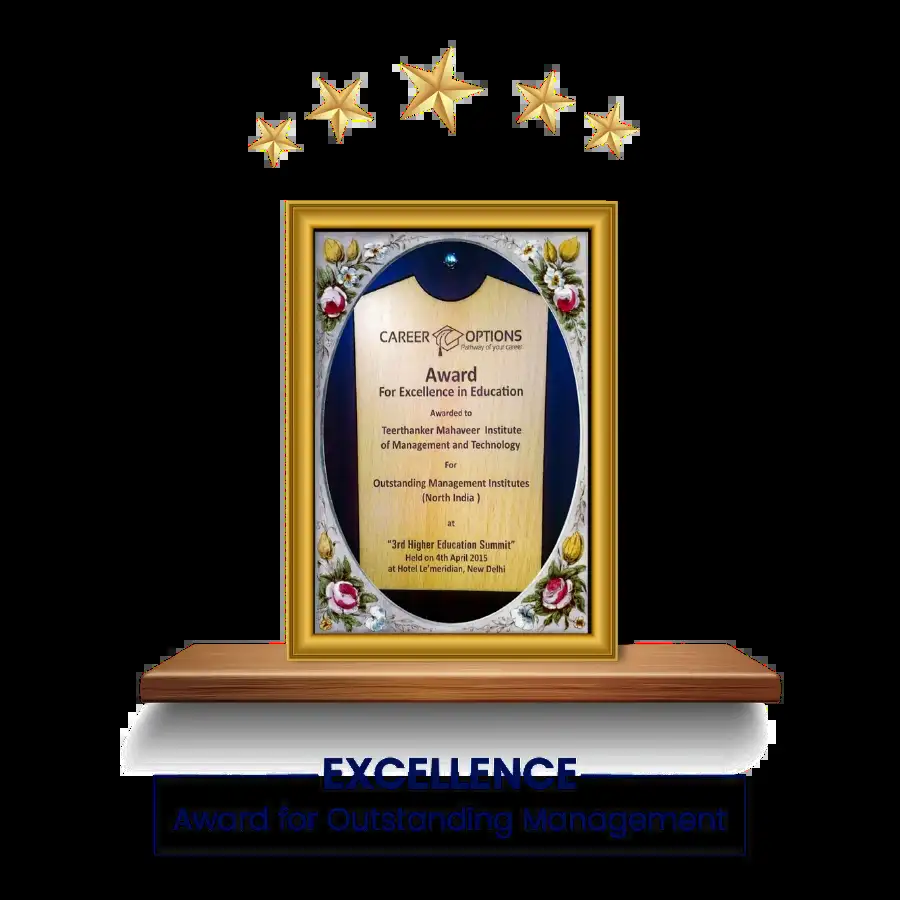 CAREER OPTIONS
Pathway of your career
Award
For Excellence in Education
Awarded to
Teerthanker Mahaveer Institute
of Management and Technology
For
Outstanding Management Institutes
(North India )
at
"3rd Higher Education Summit"
Held on 4th April 2015
at Hotel Le'meridian, New Delhi
EXCELLENCE
Award for Outstanding Management